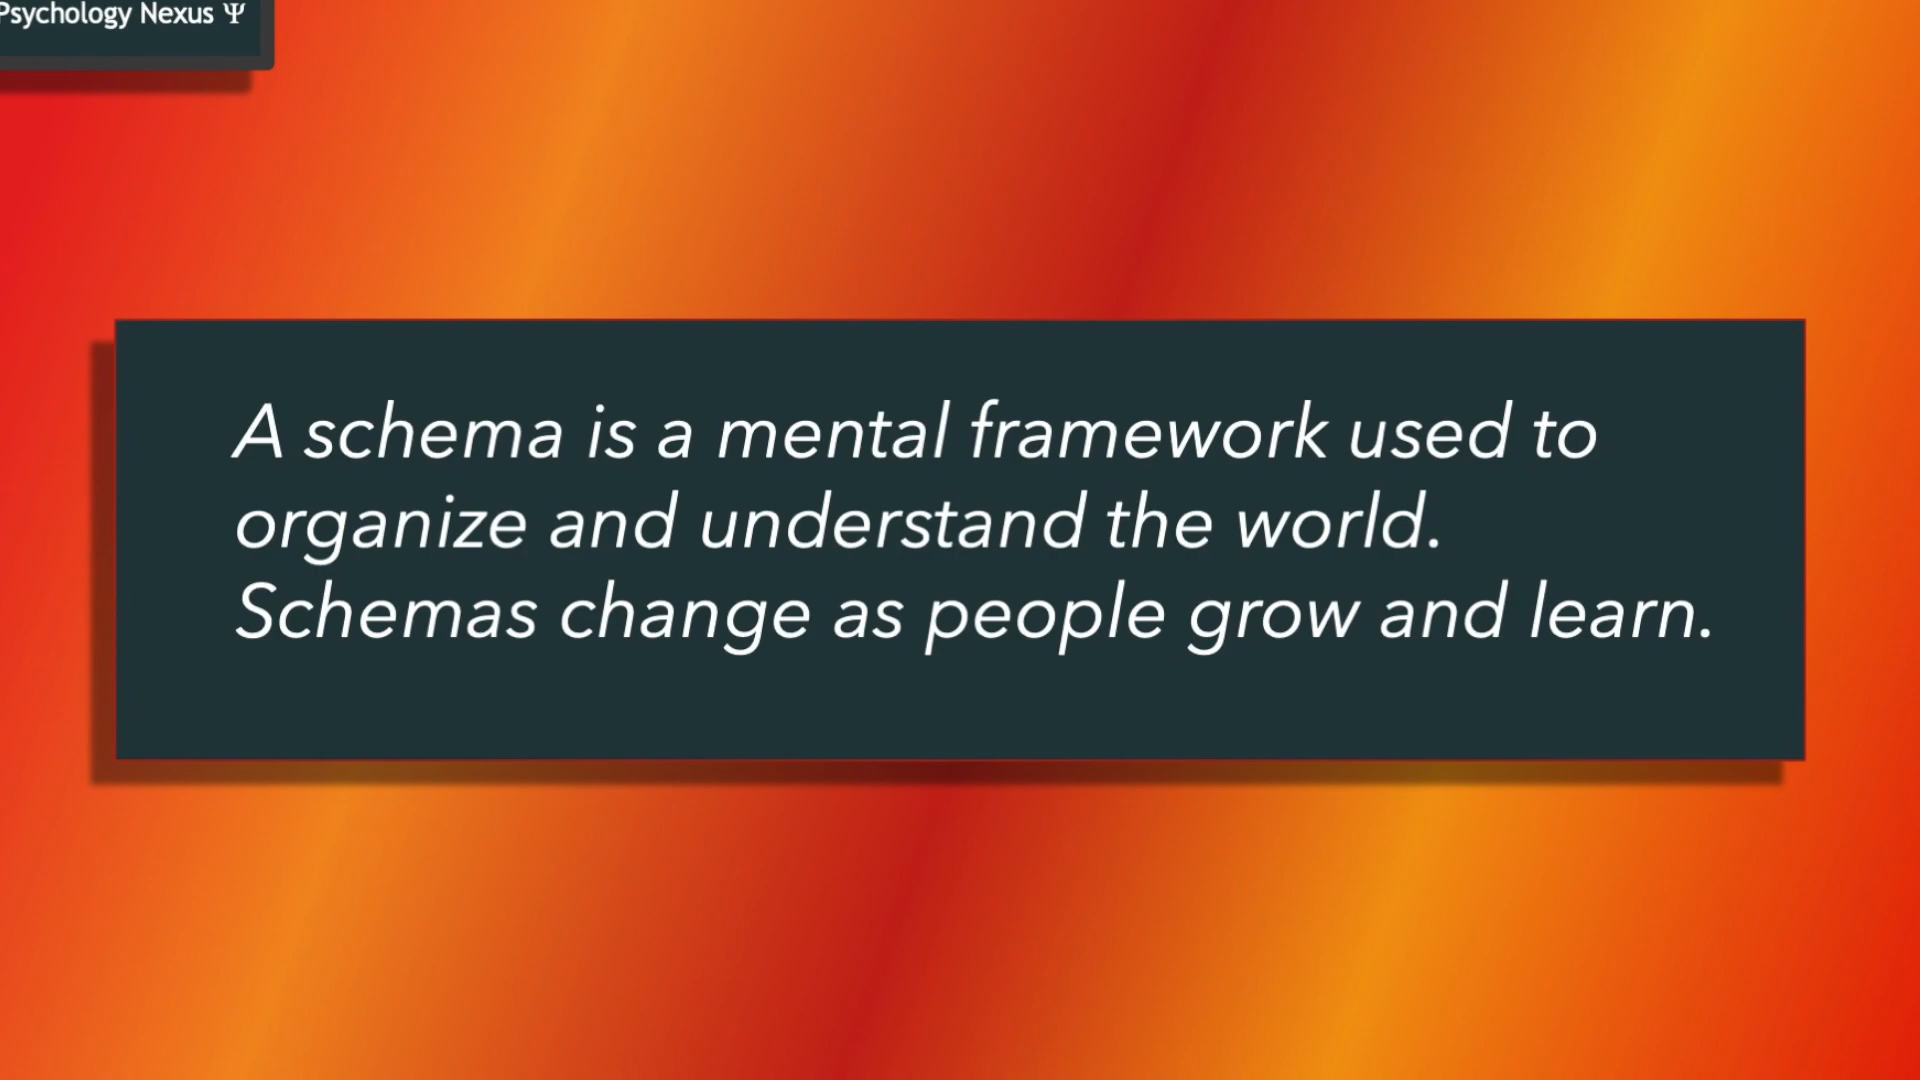 Psychology Nexus Ψ
A schema is a mental framework used to
organize and understand the world.
Schemas change as people grow and learn.